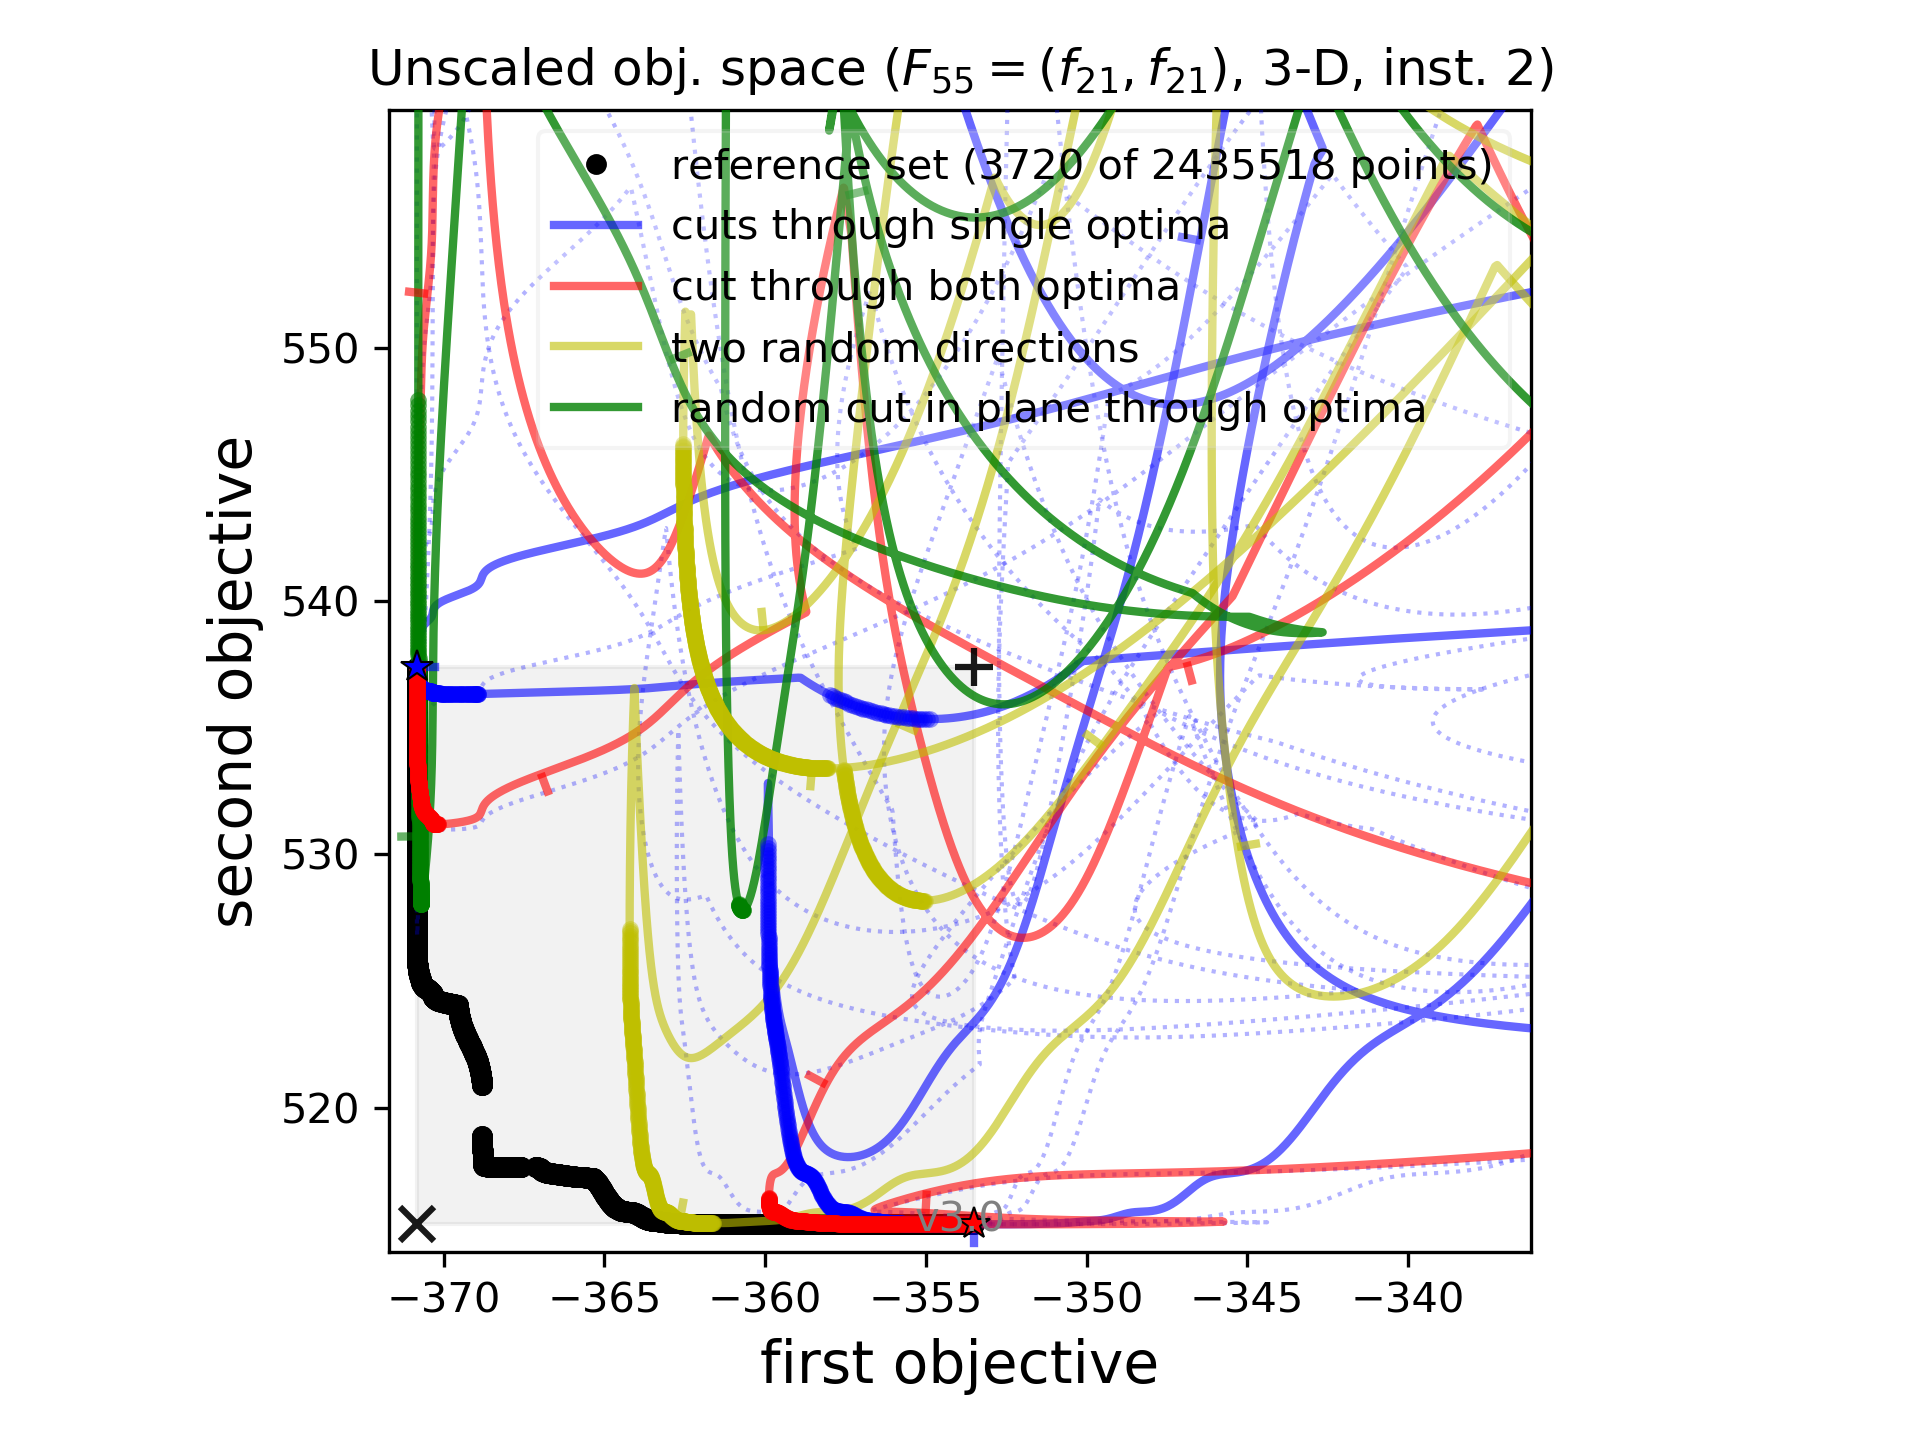 Unscaled obj. space (F₅₅ = (f₂₁, f₂₁), 3-D, inst. 2)
reference set (3720 of 2435518 points)
cuts through single optima
cut through both optima
two random directions
random cut in plane through optima
550
540
530
520
second objective
v3.0
−370 −365 −360 −355 −350 −345 −340
first objective